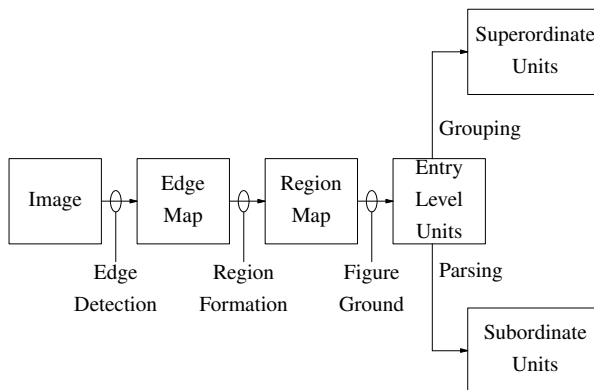 Superordinate
Units
Grouping
Image
Edge
Map
Region
Map
Entry
Level
Units
Edge
Detection
Region
Formation
Figure
Ground
Parsing
Subordinate
Units